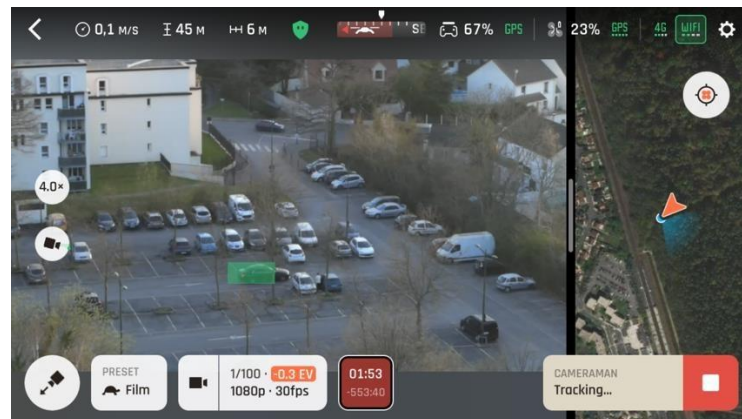 0,1 M/S
45 M
6 M
SE
67%
GPS
23%
GPS
4G
WIFI
4.0×
PRESET
Film
1/100 · -0.3 EV
1080p · 30fps
01:53
-553:40
CAMERAMAN
Tracking...